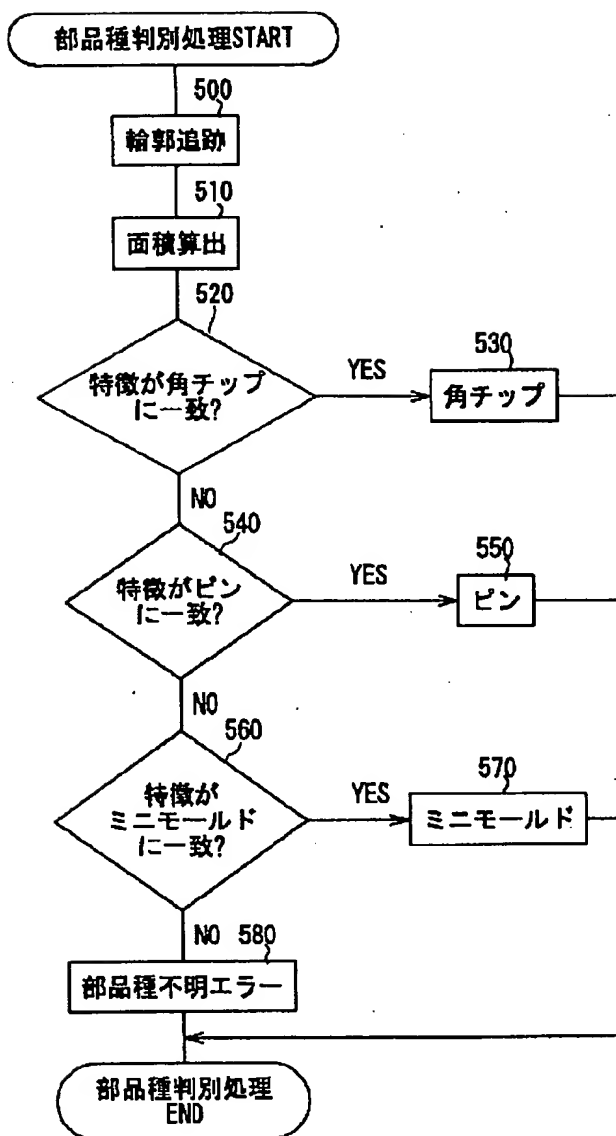 部品種判別処理START
500
輪郭追跡
510
面積算出
520
特徴が角チップ
に一致?
YES
530
角チップ
NO
540
特徴がピン
に一致?
YES
550
ピン
NO
560
特徴が
ミニモールド
に一致?
YES
570
ミニモールド
NO
580
部品種不明エラー
部品種判別処理
END